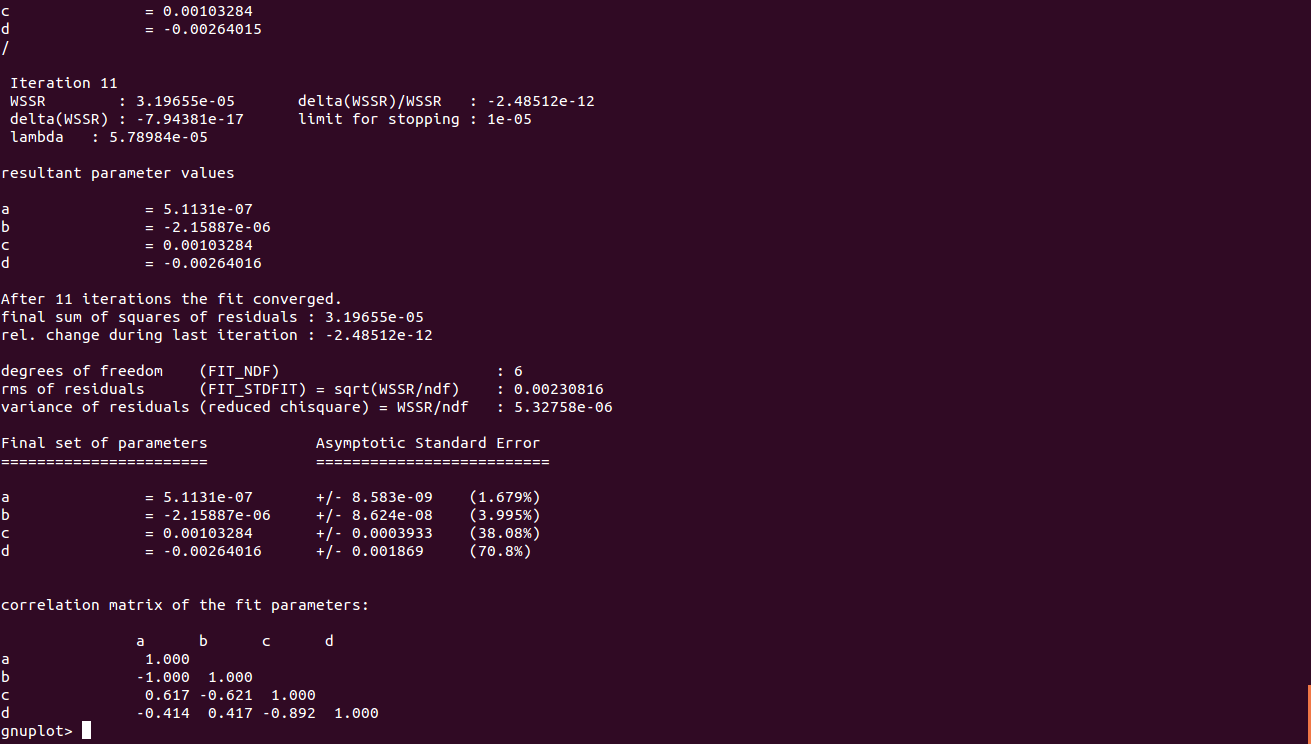 c               = 0.00103284
d               = -0.00264015
/
 Iteration 11
 WSSR        : 3.19655e-05       delta(WSSR)/WSSR   : -2.48512e-12
 delta(WSSR) : -7.94381e-17      limit for stopping : 1e-05
 lambda   : 5.78984e-05
resultant parameter values
a               = 5.1131e-07
b               = -2.15887e-06
c               = 0.00103284
d               = -0.00264016
After 11 iterations the fit converged.
final sum of squares of residuals : 3.19655e-05
rel. change during last iteration : -2.48512e-12
degrees of freedom    (FIT_NDF)                        : 6
rms of residuals      (FIT_STDFIT) = sqrt(WSSR/ndf)    : 0.00230816
variance of residuals (reduced chisquare) = WSSR/ndf   : 5.32758e-06
Final set of parameters            Asymptotic Standard Error
=======================            ==========================
a               = 5.1131e-07       +/- 8.583e-09    (1.679%)
b               = -2.15887e-06     +/- 8.624e-08    (3.995%)
c               = 0.00103284       +/- 0.0003933    (38.08%)
d               = -0.00264016      +/- 0.001869     (70.8%)
correlation matrix of the fit parameters:
               a      b      c      d
a               1.000
b              -1.000  1.000
c               0.617 -0.621  1.000
d              -0.414  0.417 -0.892  1.000
gnuplot>